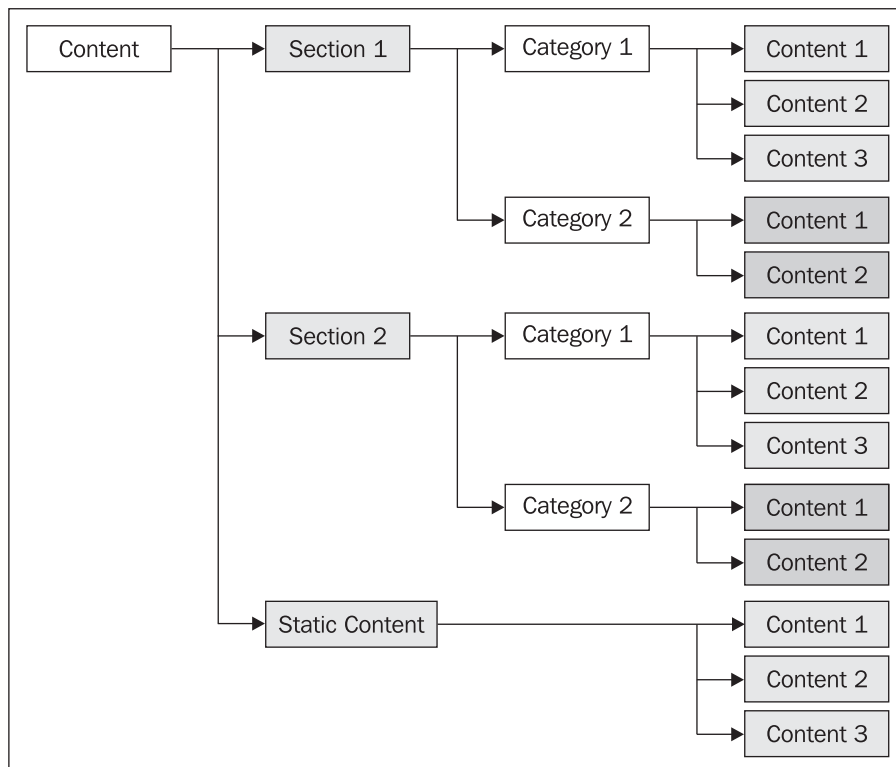 Content
Section 1
Category 1
Content 1
Content 2
Content 3
Category 2
Content 1
Content 2
Section 2
Category 1
Content 1
Content 2
Content 3
Category 2
Content 1
Content 2
Static Content
Content 1
Content 2
Content 3